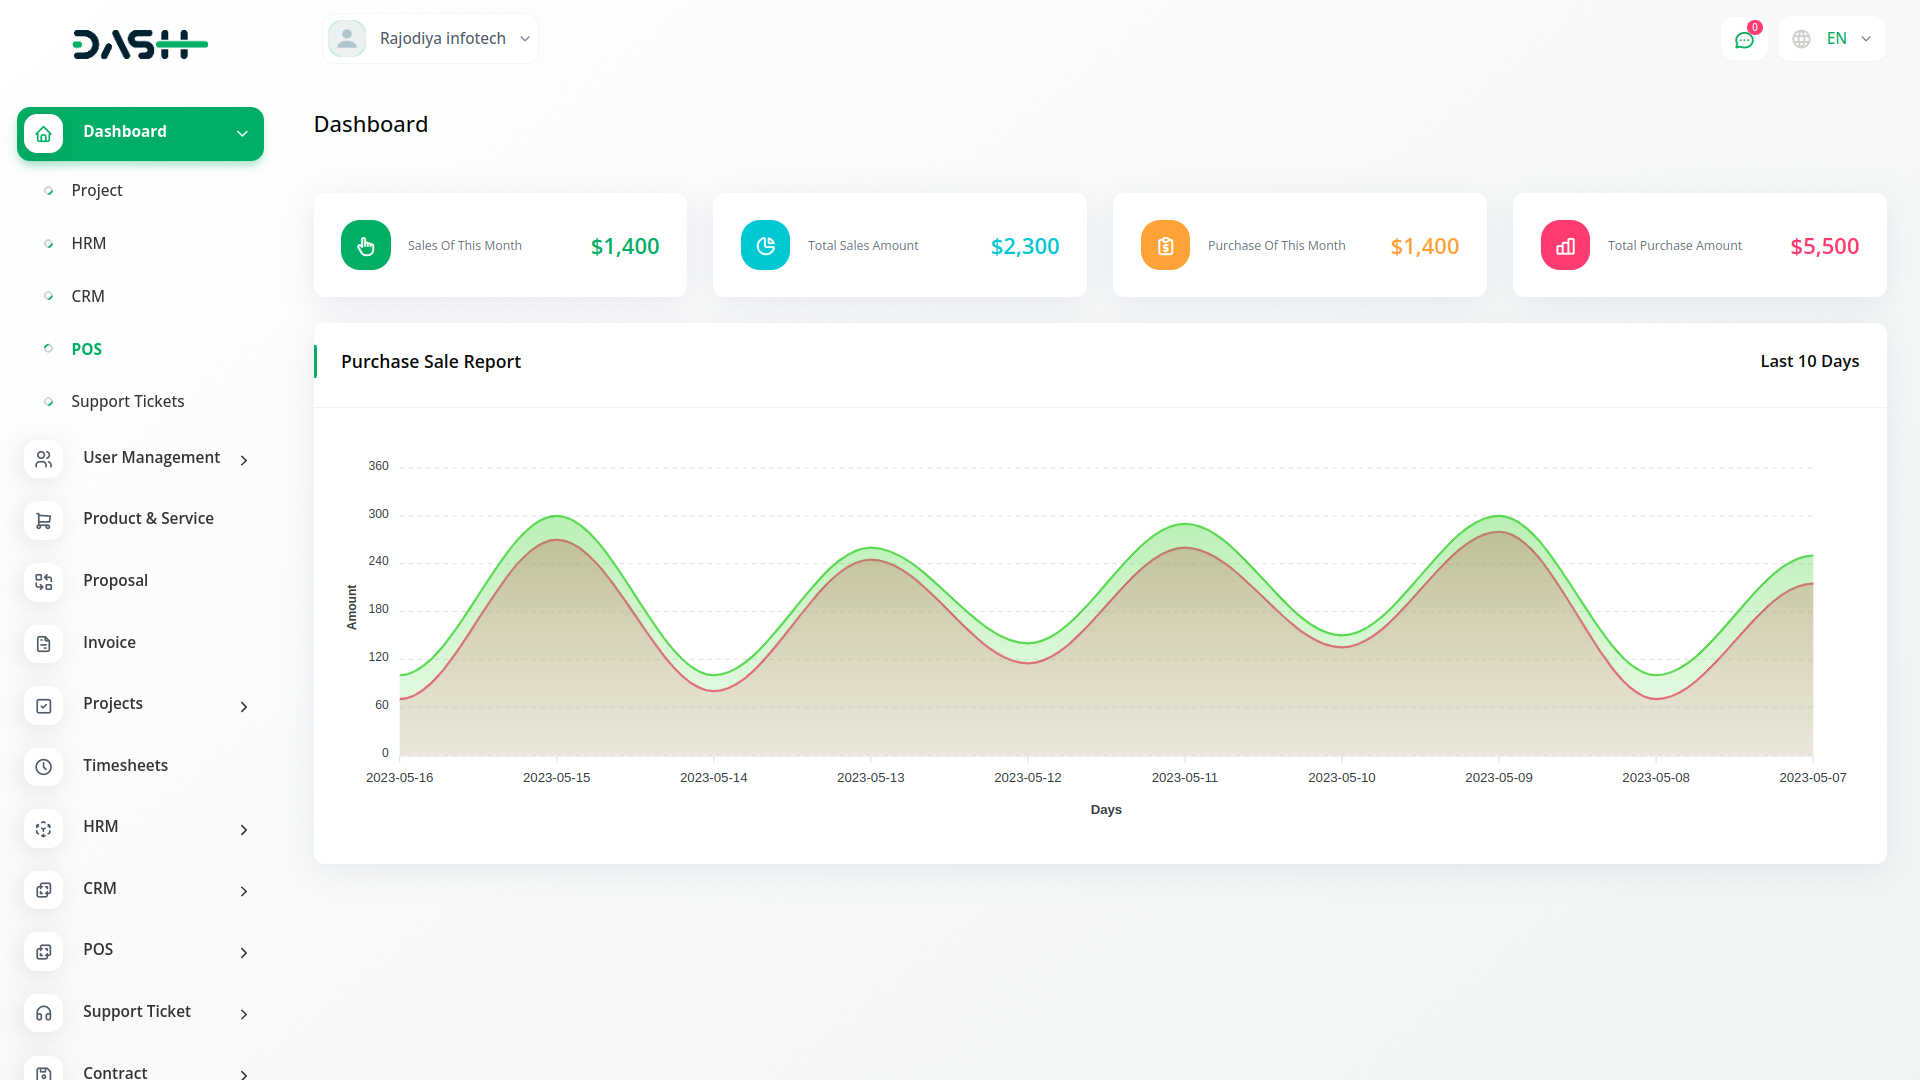 DASH
Rajodiya infotech
0
EN
Dashboard
Project
HRM
CRM
POS
Support Tickets
User Management
Product & Service
Proposal
Invoice
Projects
Timesheets
HRM
CRM
POS
Support Ticket
Contract
Dashboard
Sales Of This Month
$1,400
Total Sales Amount
$2,300
Purchase Of This Month
$1,400
Total Purchase Amount
$5,500
Purchase Sale Report
Last 10 Days
360
300
240
180
120
60
0
Amount
2023-05-16
2023-05-15
2023-05-14
2023-05-13
2023-05-12
2023-05-11
2023-05-10
2023-05-09
2023-05-08
2023-05-07
Days